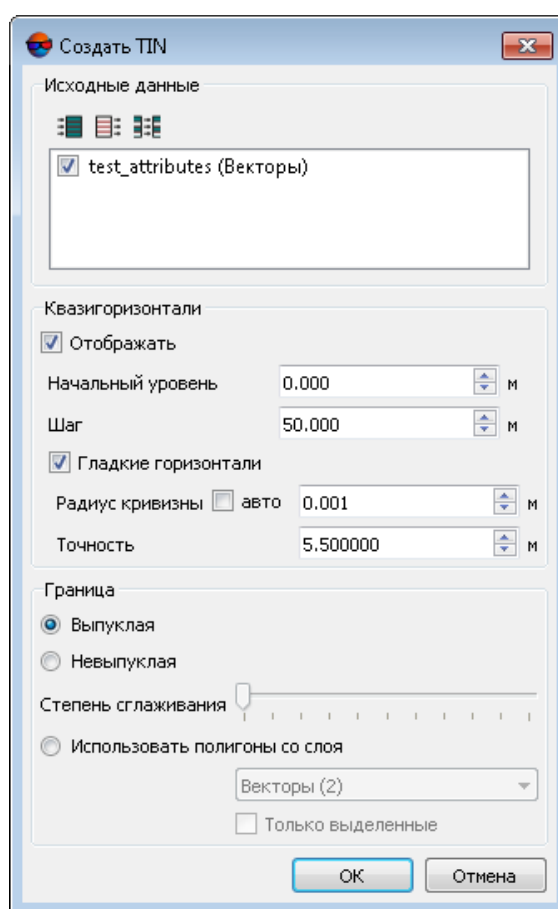 Создать TIN
Исходные данные
test_attributes (Векторы)
Квазигоризонтали
Отображать
Начальный уровень 0.000 м
Шаг 50.000 м
Гладкие горизонтали
Радиус кривизны авто 0.001 м
Точность 5.500000 м
Граница
Выпуклая
Невыпуклая
Степень сглаживания
Использовать полигоны со слоя
Векторы (2)
Только выделенные
OK Отмена